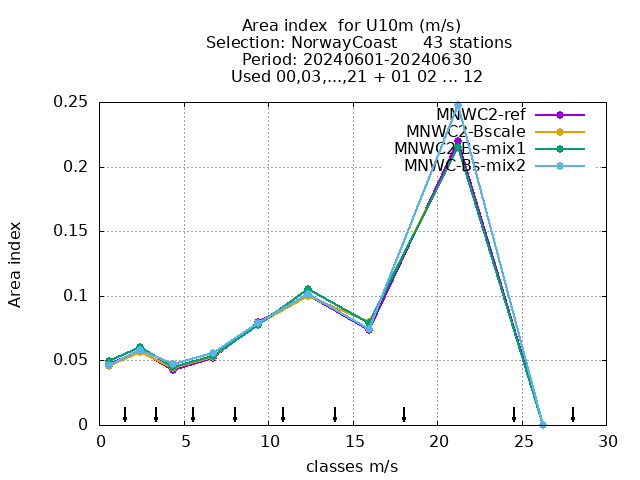 Area index  for U10m (m/s)
Selection: NorwayCoast     43 stations
Period: 20240601-20240630
Used 00,03,...,21 + 01 02 ... 12
MNWC2-ref
MNWC2-Bscale
MNWC2-Bs-mix1
MNWC-Bs-mix2
Area index
0.25
0.2
0.15
0.1
0.05
0
0 5 10 15 20 25 30
classes m/s